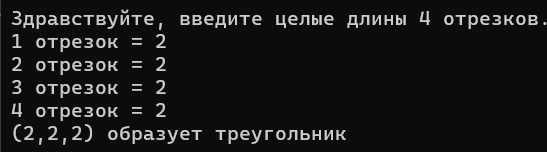 Здравствуйте, введите целые длины 4 отрезков.
1 отрезок = 2
2 отрезок = 2
3 отрезок = 2
4 отрезок = 2
(2,2,2) образует треугольник